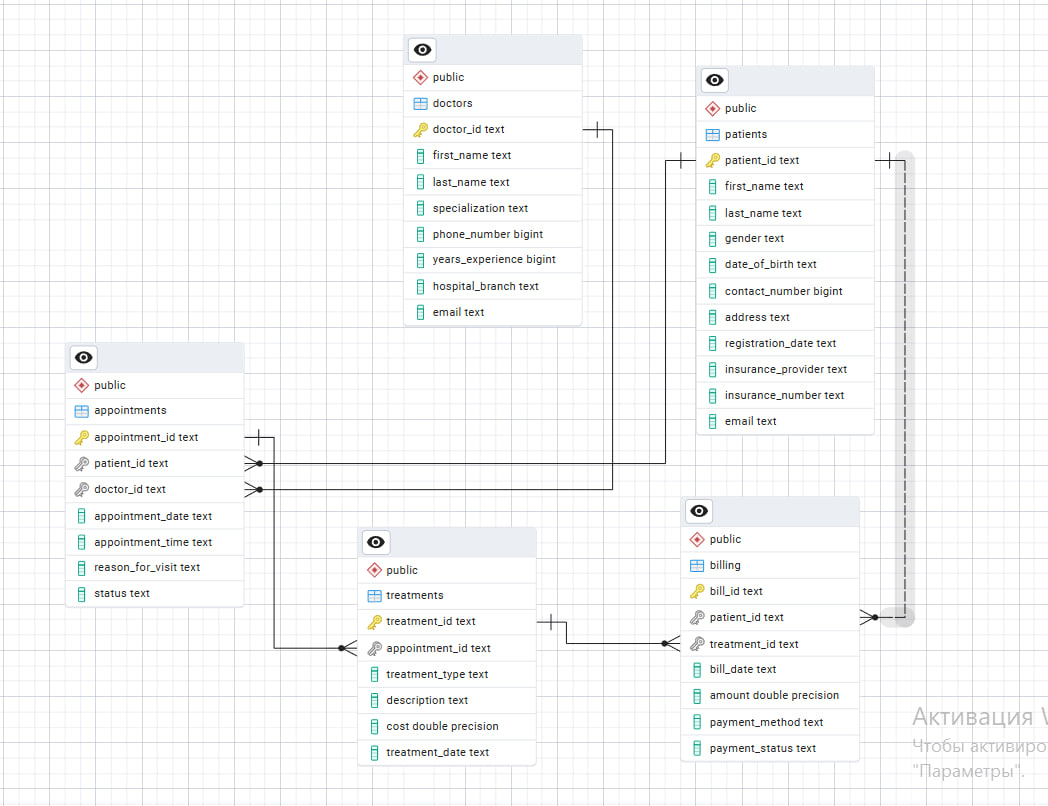 public
doctors
doctor_id text
first_name text
last_name text
specialization text
phone_number bigint
years_experience bigint
hospital_branch text
email text
public
patients
patient_id text
first_name text
last_name text
gender text
date_of_birth text
contact_number bigint
address text
registration_date text
insurance_provider text
insurance_number text
email text
public
appointments
appointment_id text
patient_id text
doctor_id text
appointment_date text
appointment_time text
reason_for_visit text
status text
public
treatments
treatment_id text
appointment_id text
treatment_type text
description text
cost double precision
treatment_date text
public
billing
bill_id text
patient_id text
treatment_id text
bill_date text
amount double precision
payment_method text
payment_status text
Активация
Чтобы
"Параметры".